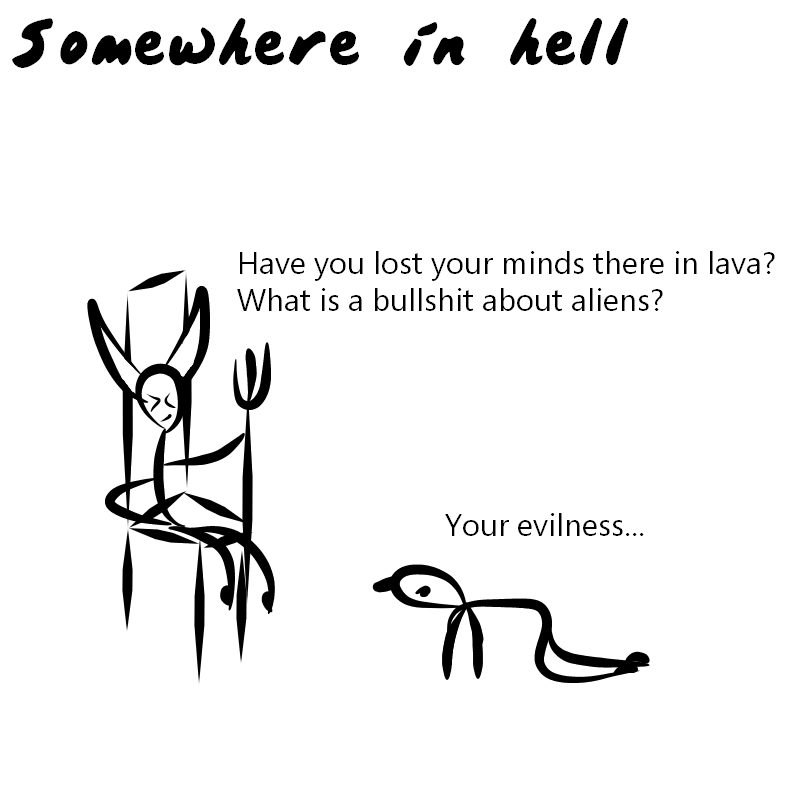 Somewhere in hell
Have you lost your minds there in lava?
What is a bullshit about aliens?
Your evilness...